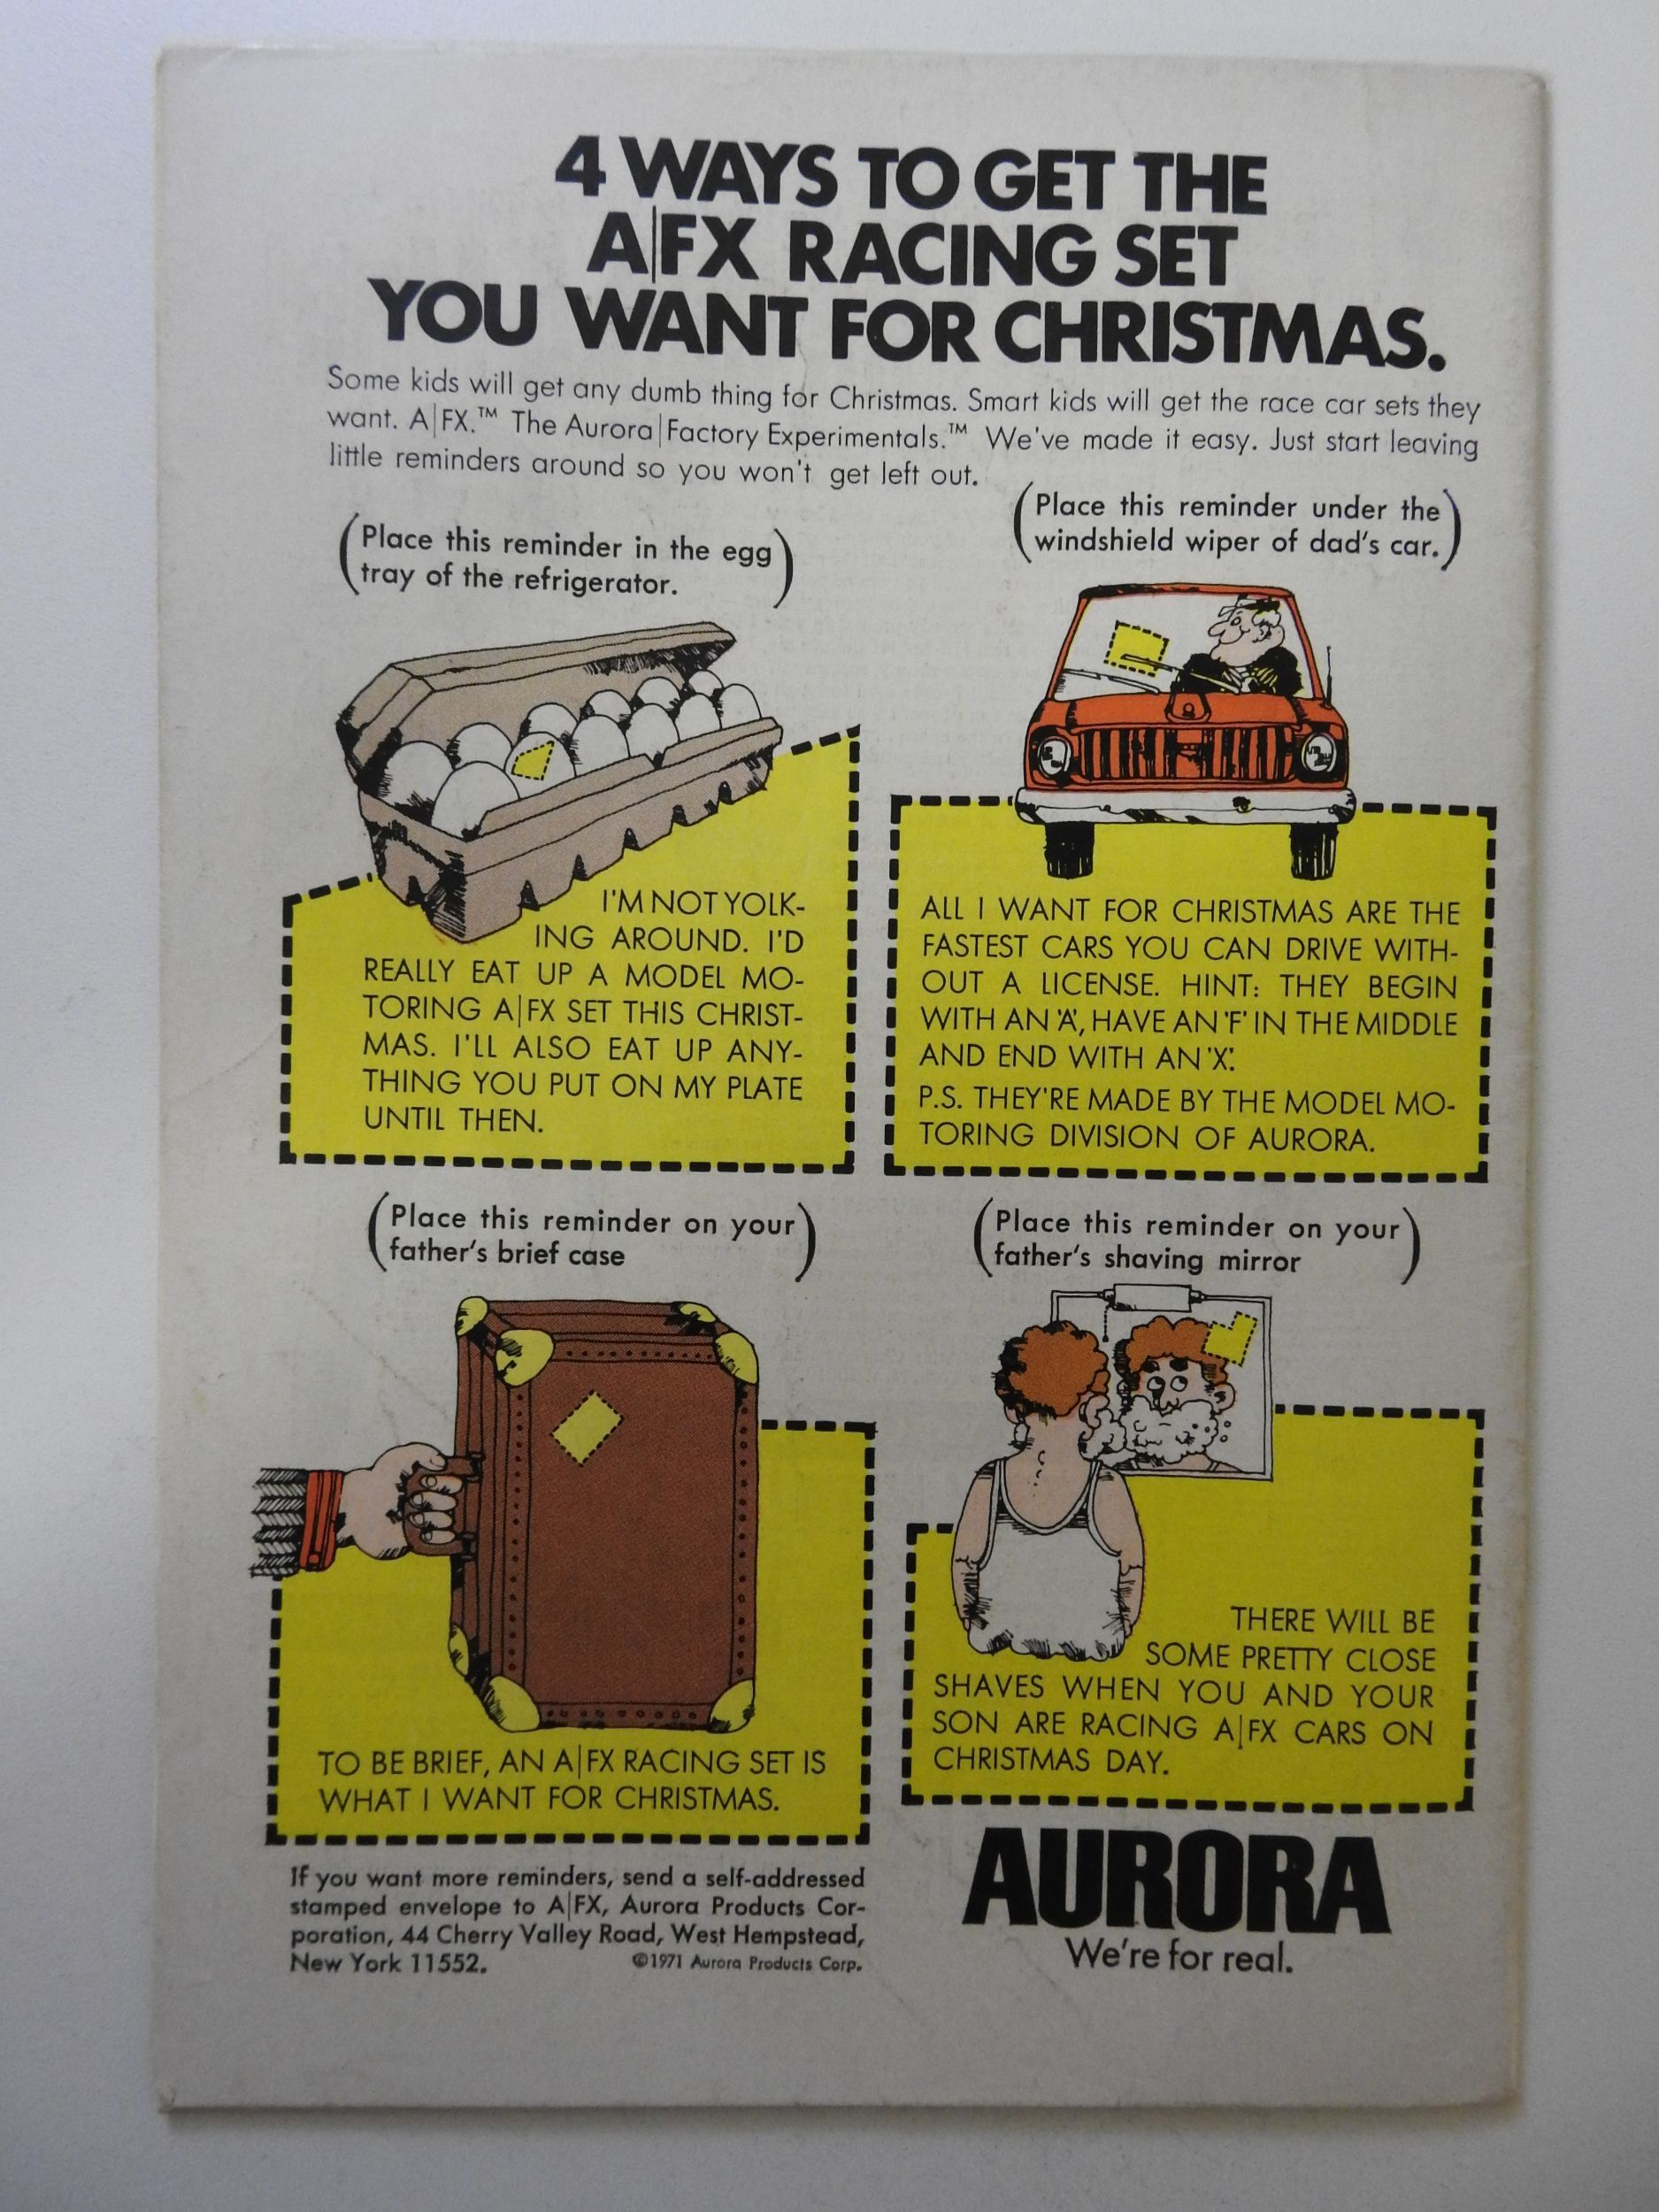 4 WAYS TO GET THE
A|FX RACING SET
YOU WANT FOR CHRISTMAS.
Some kids will get any dumb thing for Christmas. Smart kids will get the race car sets they
want. A|FX.™ The Aurora|Factory Experimentals.™ We've made it easy. Just start leaving
little reminders around so you won't get left out.
(Place this reminder in the egg
tray of the refrigerator.)
I'M NOT YOLK-
ING AROUND. I'D
REALLY EAT UP A MODEL MO-
TORING A|FX SET THIS CHRIST-
MAS. I'LL ALSO EAT UP ANY-
THING YOU PUT ON MY PLATE
UNTIL THEN.
(Place this reminder under the
windshield wiper of dad's car.)
ALL I WANT FOR CHRISTMAS ARE THE
FASTEST CARS YOU CAN DRIVE WITH-
OUT A LICENSE. HINT: THEY BEGIN
WITH AN 'A', HAVE AN 'F' IN THE MIDDLE
AND END WITH AN 'X'.
P.S. THEY'RE MADE BY THE MODEL MO-
TORING DIVISION OF AURORA.
(Place this reminder on your
father's brief case)
TO BE BRIEF, AN A|FX RACING SET IS
WHAT I WANT FOR CHRISTMAS.
(Place this reminder on your
father's shaving mirror)
THERE WILL BE
SOME PRETTY CLOSE
SHAVES WHEN YOU AND YOUR
SON ARE RACING A|FX CARS ON
CHRISTMAS DAY.
If you want more reminders, send a self-addressed
stamped envelope to A|FX, Aurora Products Cor-
poration, 44 Cherry Valley Road, West Hempstead,
New York 11552. ©1971 Aurora Products Corp.
AURORA
We're for real.